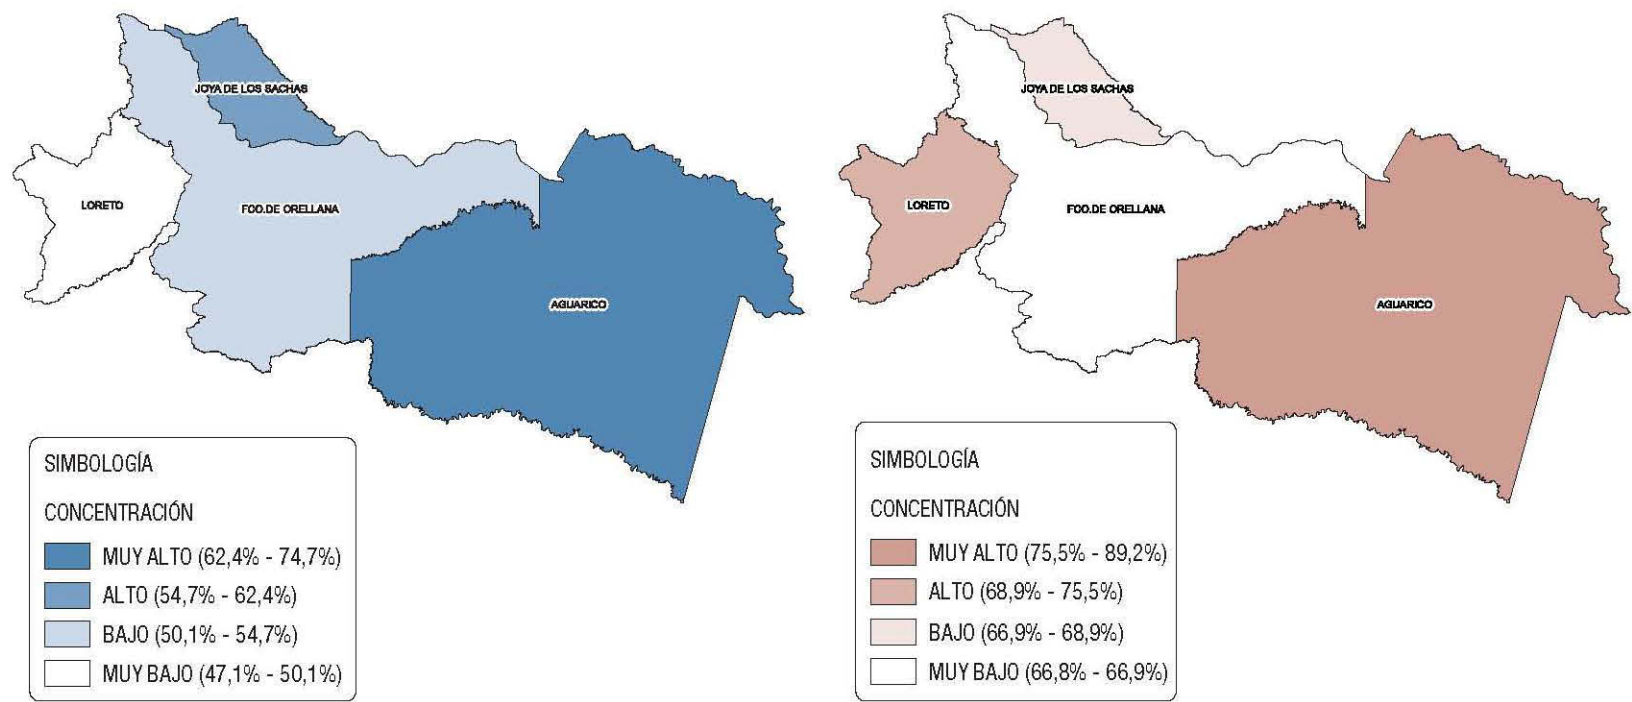 JOYA DE LOS SACHAS
LORETO
FCO.DE ORELLANA
AGUARICO
SIMBOLOGÍA
CONCENTRACIÓN
MUY ALTO (62,4% - 74,7%)
ALTO (54,7% - 62,4%)
BAJO (50,1% - 54,7%)
MUY BAJO (47,1% - 50,1%)
JOYA DE LOS SACHAS
LORETO
FCO.DE ORELLANA
AGUARICO
SIMBOLOGÍA
CONCENTRACIÓN
MUY ALTO (75,5% - 89,2%)
ALTO (68,9% - 75,5%)
BAJO (66,9% - 68,9%)
MUY BAJO (66,8% - 66,9%)